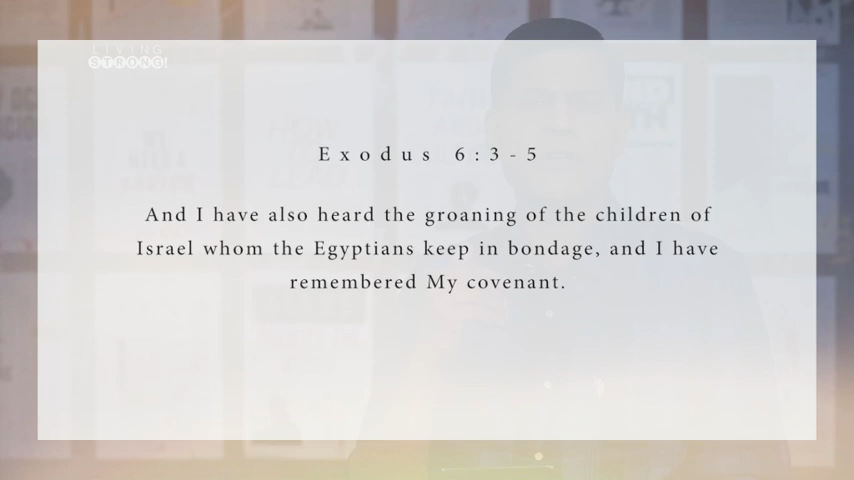 LIVING
STRONG!
Exodus 6:3-5
And I have also heard the groaning of the children of
Israel whom the Egyptians keep in bondage, and I have
remembered My covenant.